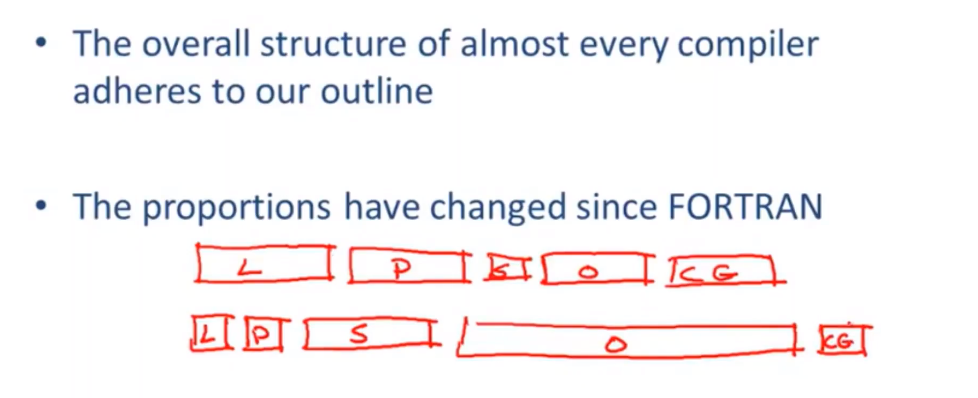 • The overall structure of almost every compiler
adheres to our outline
• The proportions have changed since FORTRAN
L P S O CG
L P S O CG